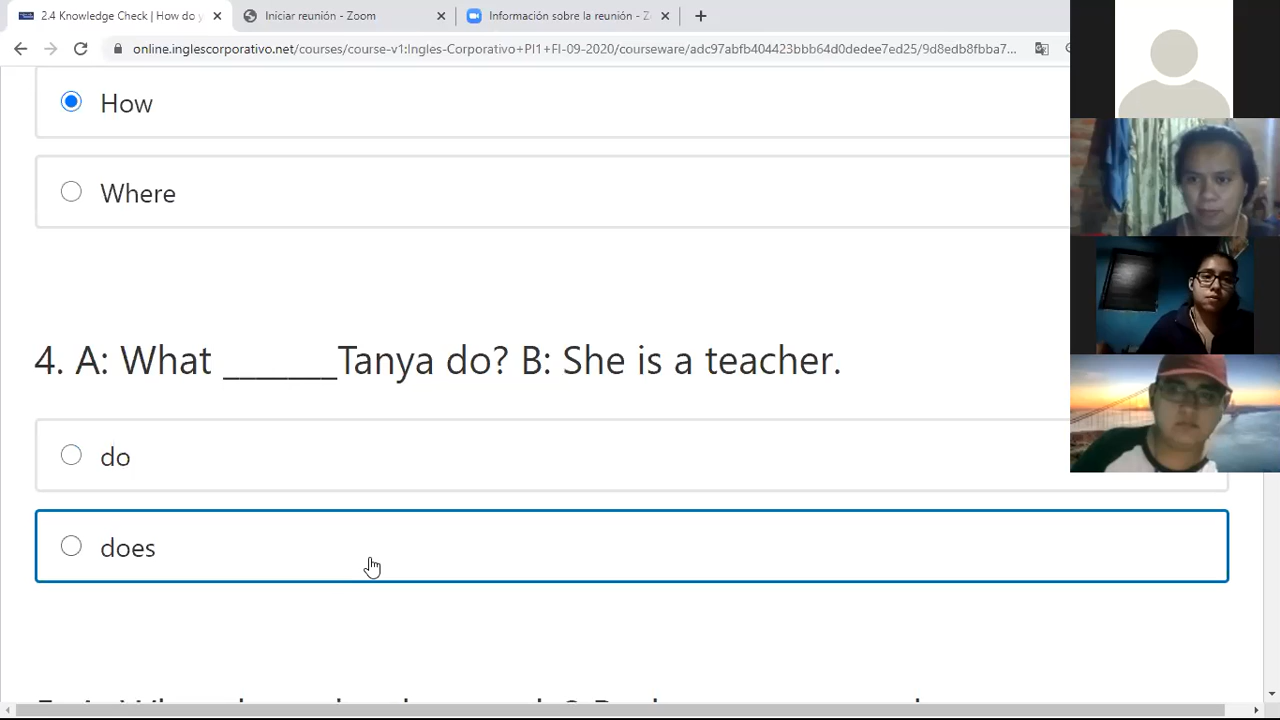 2.4 Knowledge Check | How do y
Iniciar reunión - Zoom
Información sobre la reunión - Z
online.inglescorporativo.net/courses/course-v1:Ingles-Corporativo+PI1+FI-09-2020/courseware/adc97abfb404423bbb64d0dedee7ed25/9d8edb8fbba7...
How
Where
4. A: What _______Tanya do? B: She is a teacher.
do
does